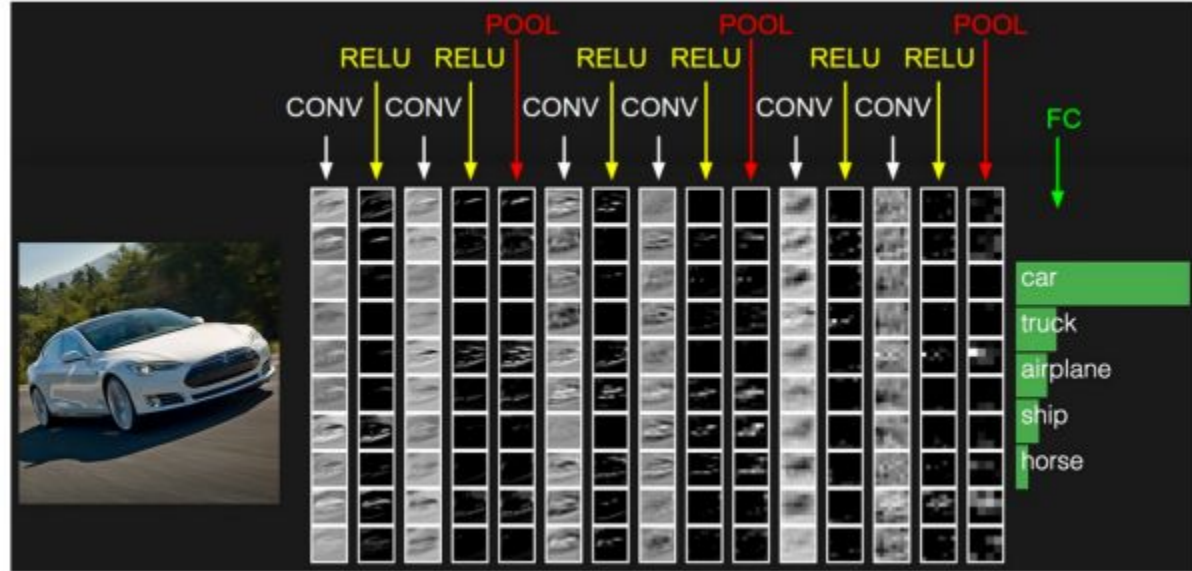 POOL POOL POOL
RELU RELU RELU RELU RELU RELU
CONV CONV CONV CONV CONV CONV
FC
car
truck
airplane
ship
horse